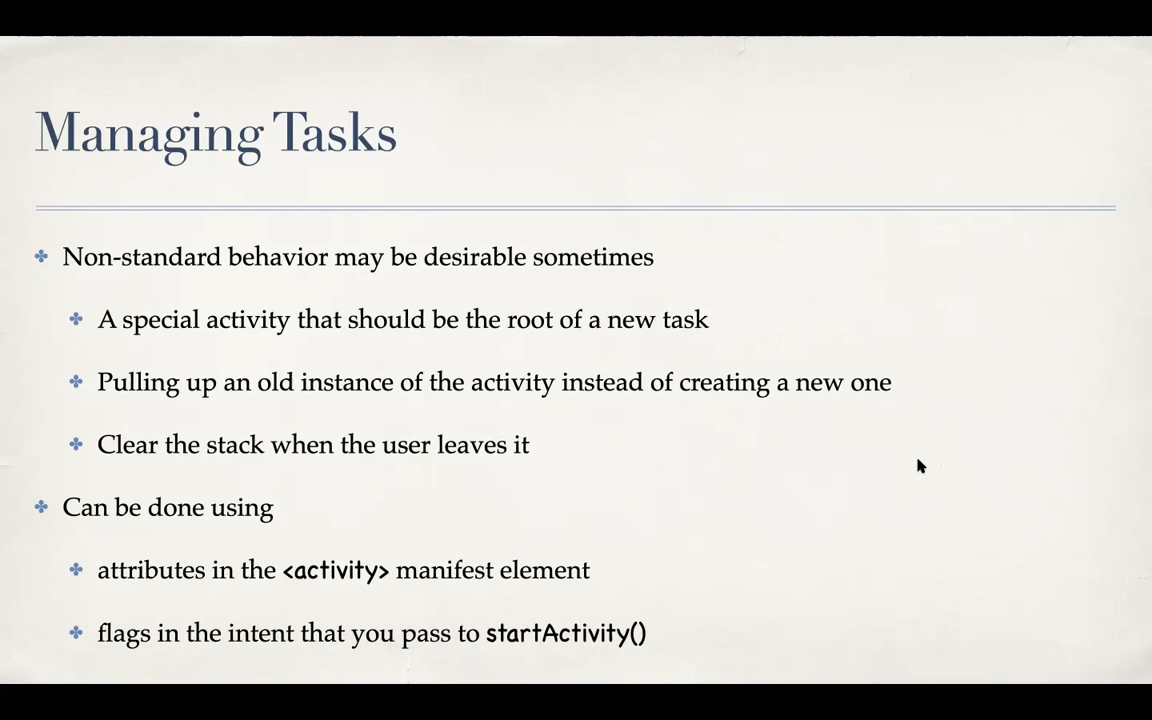 Managing Tasks
Non-standard behavior may be desirable sometimes
A special activity that should be the root of a new task
Pulling up an old instance of the activity instead of creating a new one
Clear the stack when the user leaves it
Can be done using
attributes in the <activity> manifest element
flags in the intent that you pass to startActivity()